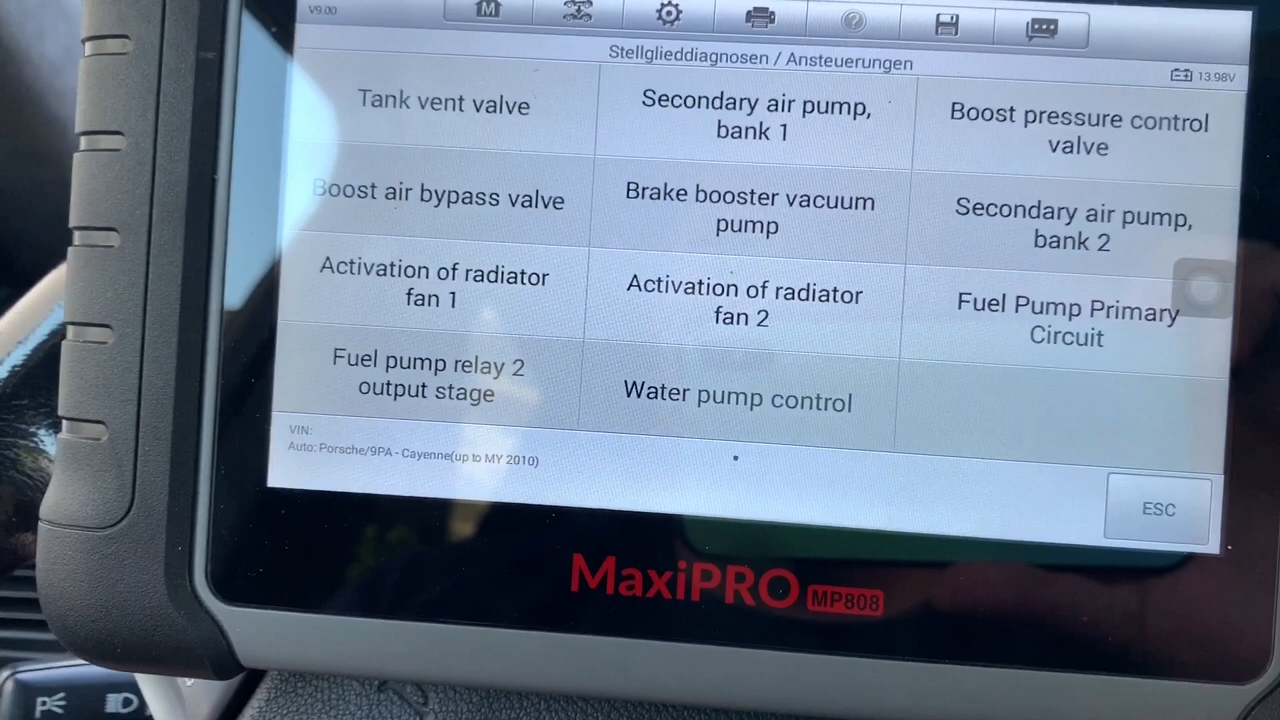 V9.00
M
Stellglieddiagnosen / Ansteuerungen
13.98V
Tank vent valve
Secondary air pump,
bank 1
Boost pressure control
valve
Boost air bypass valve
Brake booster vacuum
pump
Secondary air pump,
bank 2
Activation of radiator
fan 1
Activation of radiator
fan 2
Fuel Pump Primary
Circuit
Fuel pump relay 2
output stage
Water pump control
VIN:
Auto: Porsche/9PA - Cayenne(up to MY 2010)
ESC
MaxiPRO MP808